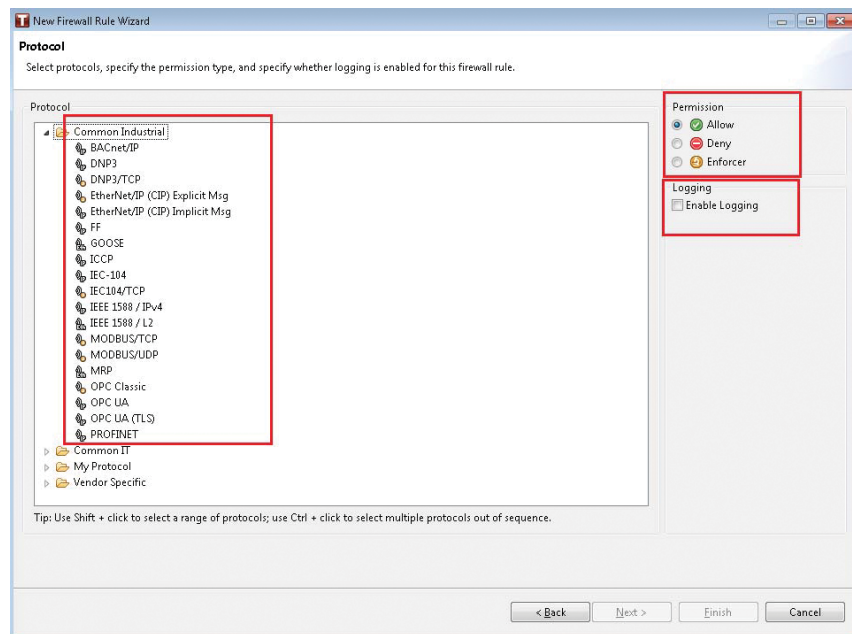 New Firewall Rule Wizard
Protocol
Select protocols, specify the permission type, and specify whether logging is enabled for this firewall rule.
Protocol
Common Industrial
BACnet/IP
DNP3
DNP3/TCP
EtherNet/IP (CIP) Explicit Msg
EtherNet/IP (CIP) Implicit Msg
FF
GOOSE
ICCP
IEC-104
IEC104/TCP
IEEE 1588 / IPv4
IEEE 1588 / L2
MODBUS/TCP
MODBUS/UDP
MRP
OPC Classic
OPC UA
OPC UA (TLS)
PROFINET
Common IT
My Protocol
Vendor Specific
Tip: Use Shift + click to select a range of protocols; use Ctrl + click to select multiple protocols out of sequence.
Permission
Allow
Deny
Enforcer
Logging
Enable Logging
< Back
Next >
Finish
Cancel